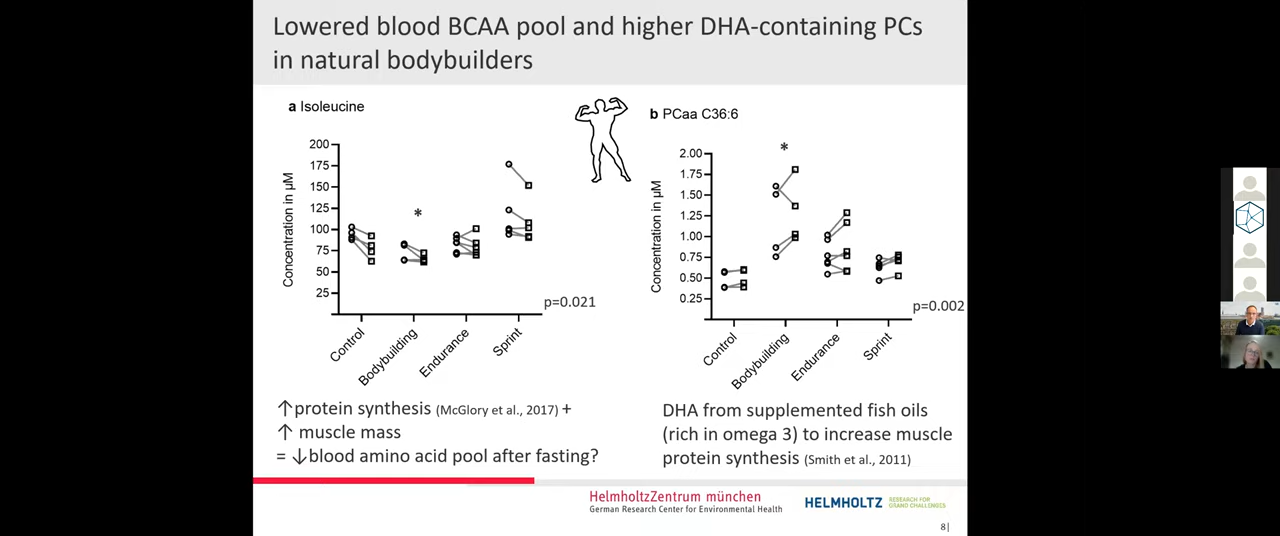 Lowered blood BCAA pool and higher DHA-containing PCs
in natural bodybuilders
a Isoleucine
200
175
150
125
100
75
50
25
Concentration in µM
*
p=0.021
Control
Bodybuilding
Endurance
Sprint
b PCaa C36:6
2.00
1.75
1.50
1.25
1.00
0.75
0.50
0.25
Concentration in µM
*
p=0.002
Control
Bodybuilding
Endurance
Sprint
↑protein synthesis (McGlory et al., 2017) +
↑ muscle mass
= ↓blood amino acid pool after fasting?
DHA from supplemented fish oils
(rich in omega 3) to increase muscle
protein synthesis (Smith et al., 2011)
HelmholtzZentrum münchen
German Research Center for Environmental Health
HELMHOLTZ
RESEARCH FOR
GRAND CHALLENGES
8|